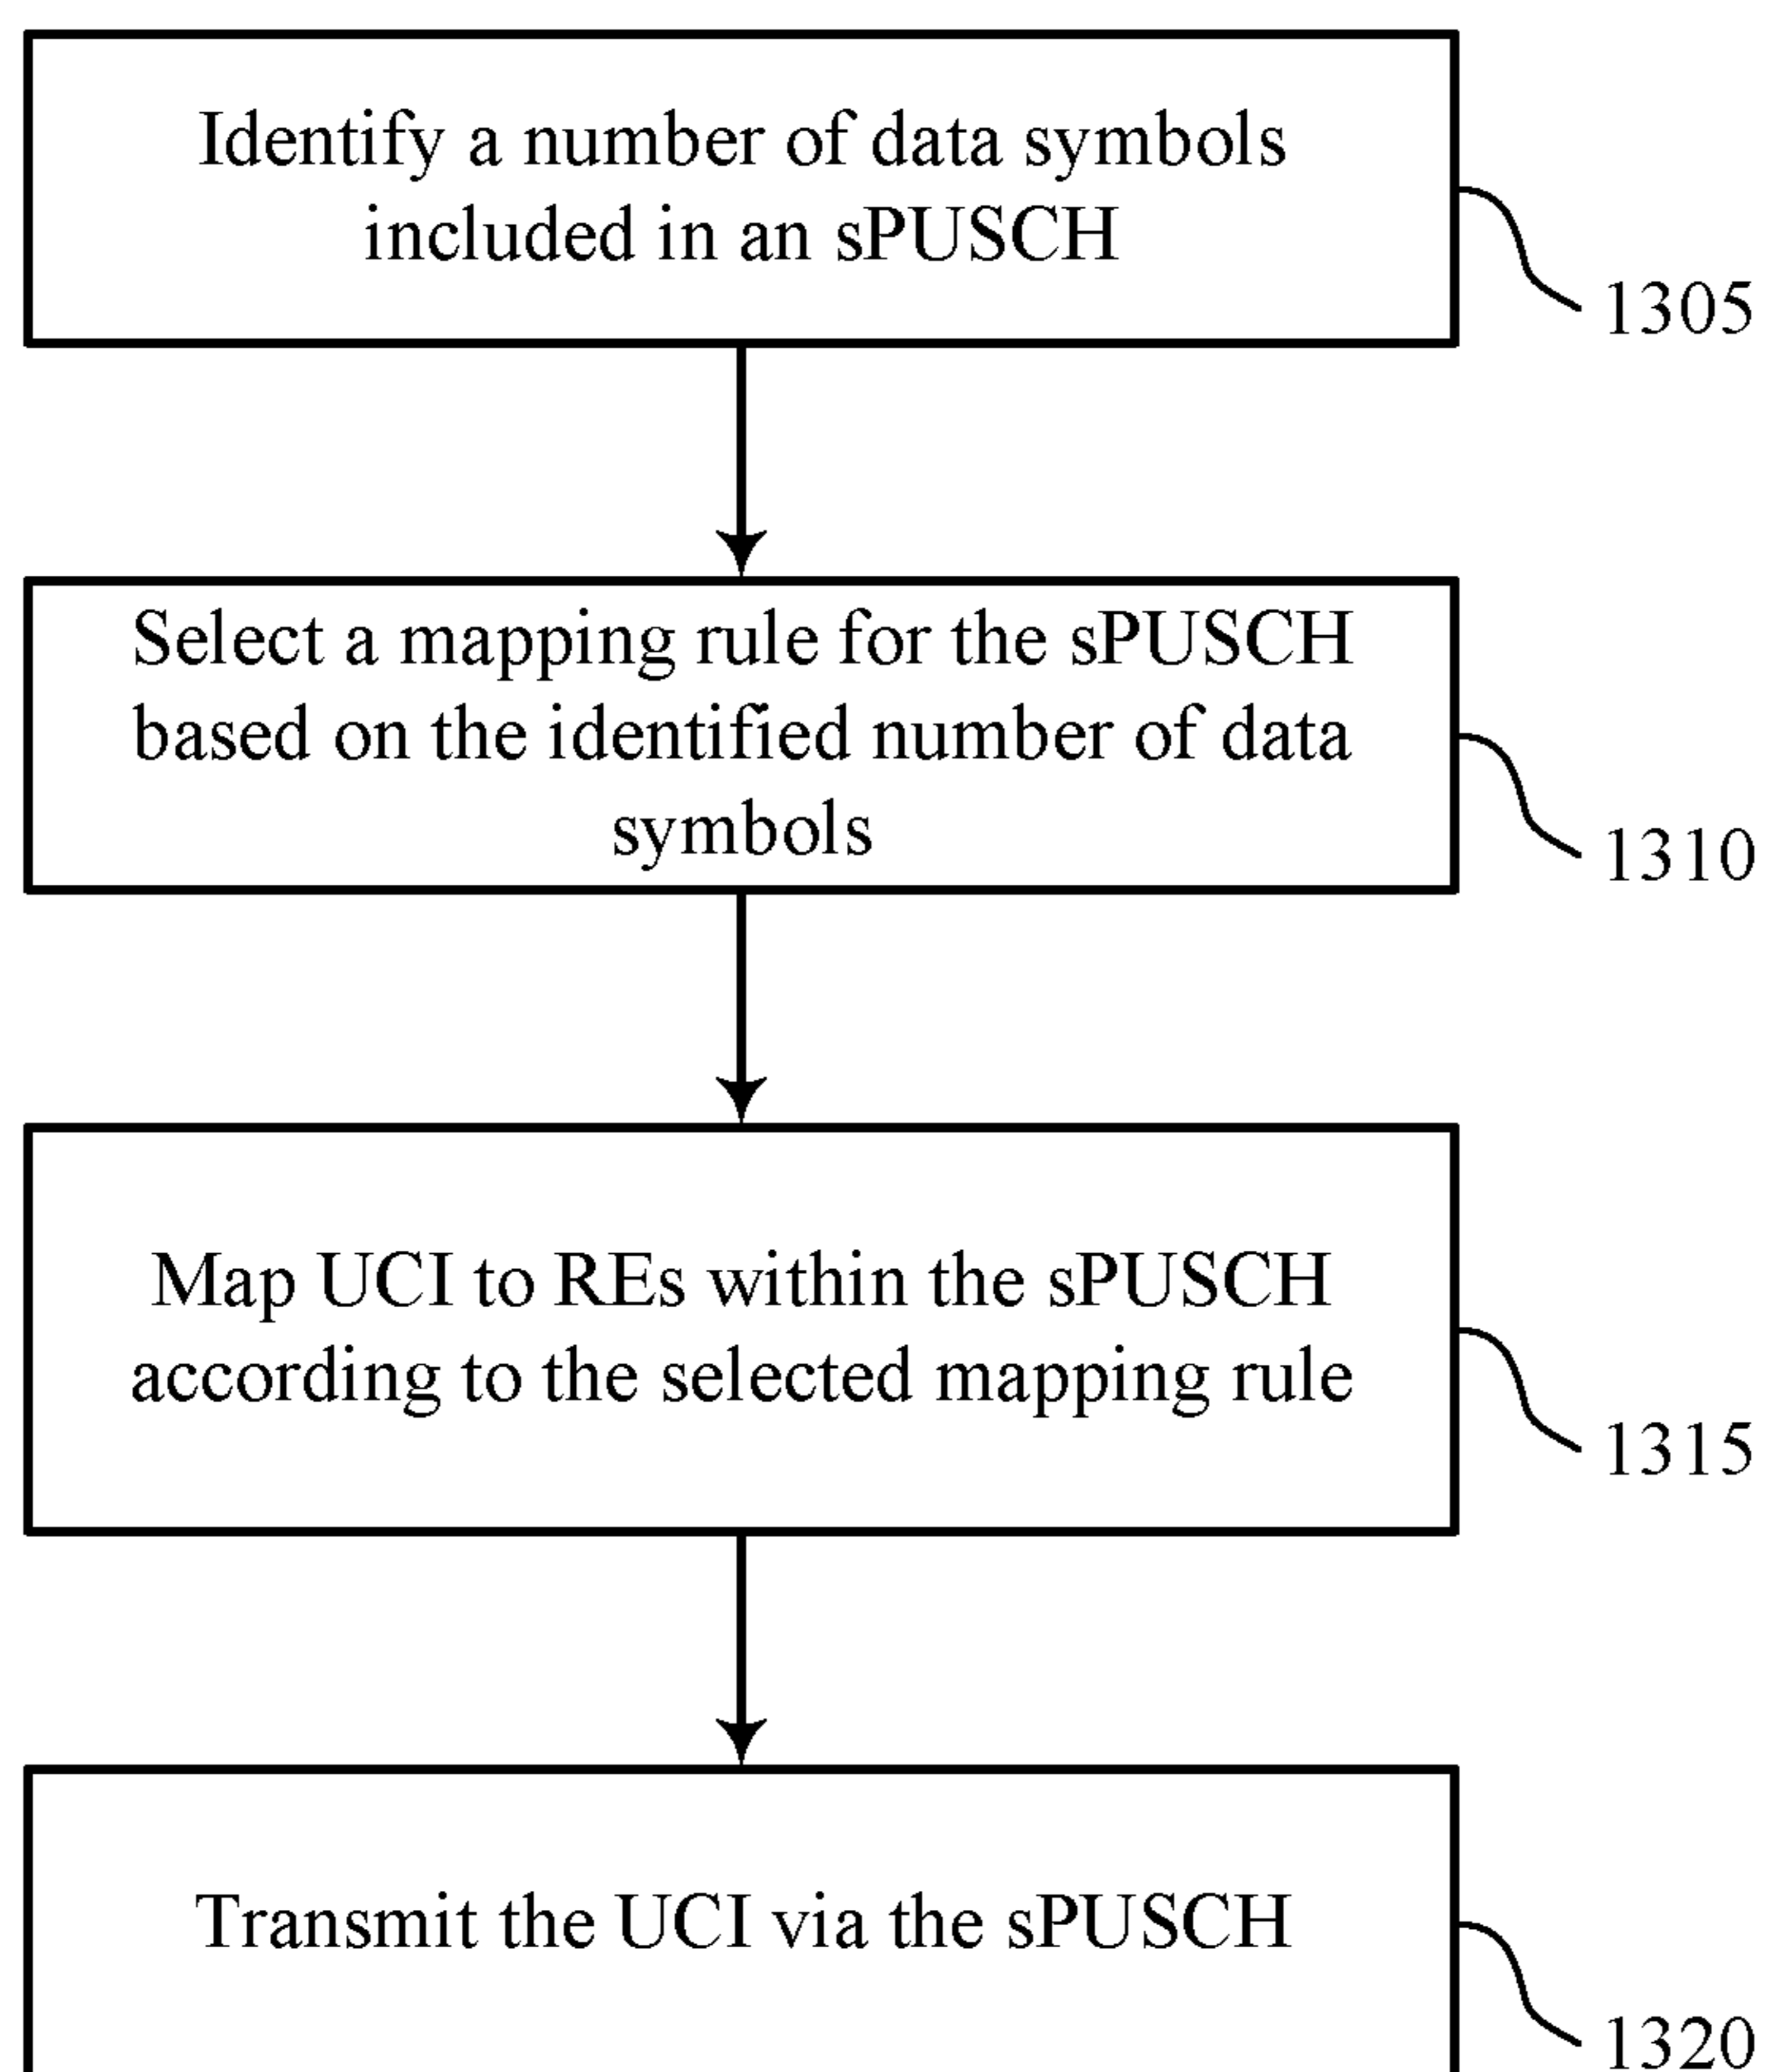 Identify a number of data symbols
included in an sPUSCH
1305
Select a mapping rule for the sPUSCH
based on the identified number of data
symbols
1310
Map UCI to REs within the sPUSCH
according to the selected mapping rule
1315
Transmit the UCI via the sPUSCH
1320